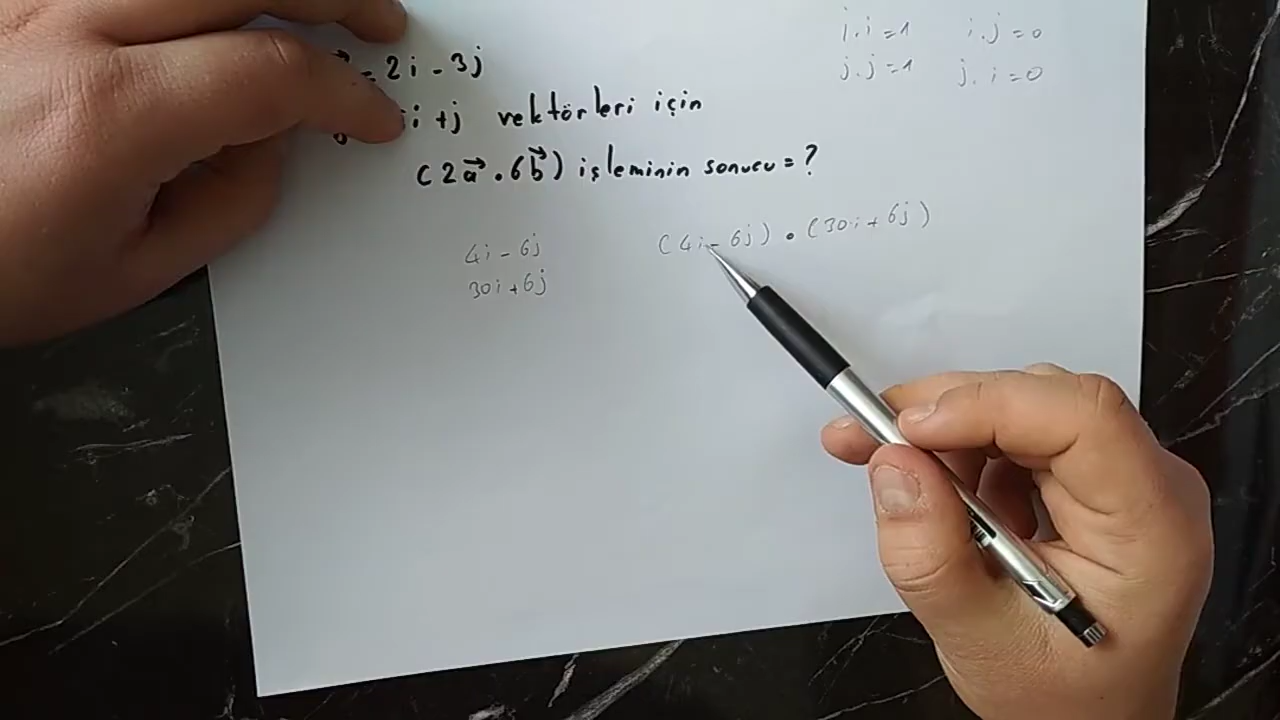 i.i=1 i.j=0
j.j=1 j.i=0
= 2i - 3j
i + j vektörleri için
(2a⃗ . 6b⃗) işleminin sonucu = ?
4i - 6j
30i + 6j
(4i - 6j) . (30i + 6j)